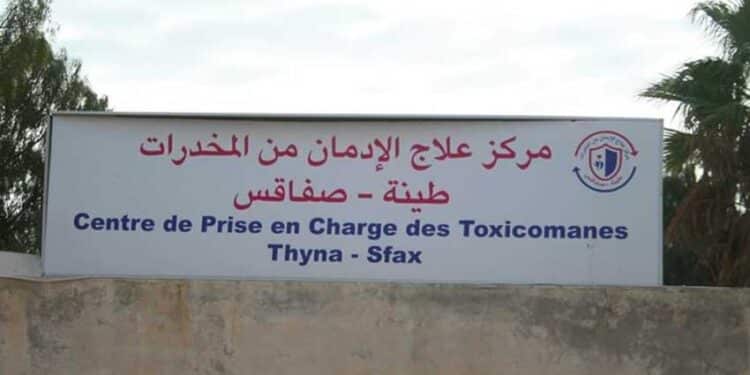 مركز علاج الإدمان من المخدرات
طينة - صفاقس
Centre de Prise en Charge des Toxicomanes
Thyna - Sfax